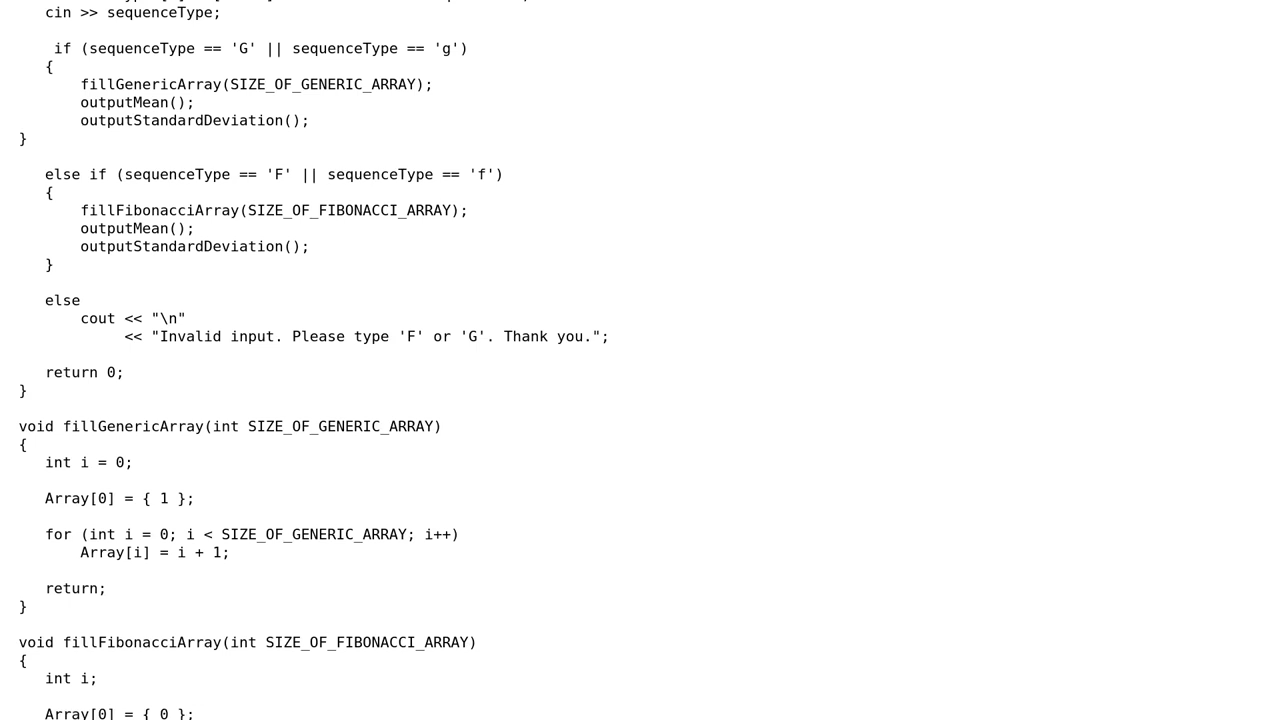 cin >> sequenceType;
if (sequenceType == 'G' || sequenceType == 'g')
{
fillGenericArray(SIZE_OF_GENERIC_ARRAY);
outputMean();
outputStandardDeviation();
}
else if (sequenceType == 'F' || sequenceType == 'f')
{
fillFibonacciArray(SIZE_OF_FIBONACCI_ARRAY);
outputMean();
outputStandardDeviation();
}
else
cout << "\n"
<< "Invalid input. Please type 'F' or 'G'. Thank you.";
return 0;
}
void fillGenericArray(int SIZE_OF_GENERIC_ARRAY)
{
int i = 0;
Array[0] = { 1 };
for (int i = 0; i < SIZE_OF_GENERIC_ARRAY; i++)
Array[i] = i + 1;
return;
}
void fillFibonacciArray(int SIZE_OF_FIBONACCI_ARRAY)
{
int i;
Array[0] = { 0 };